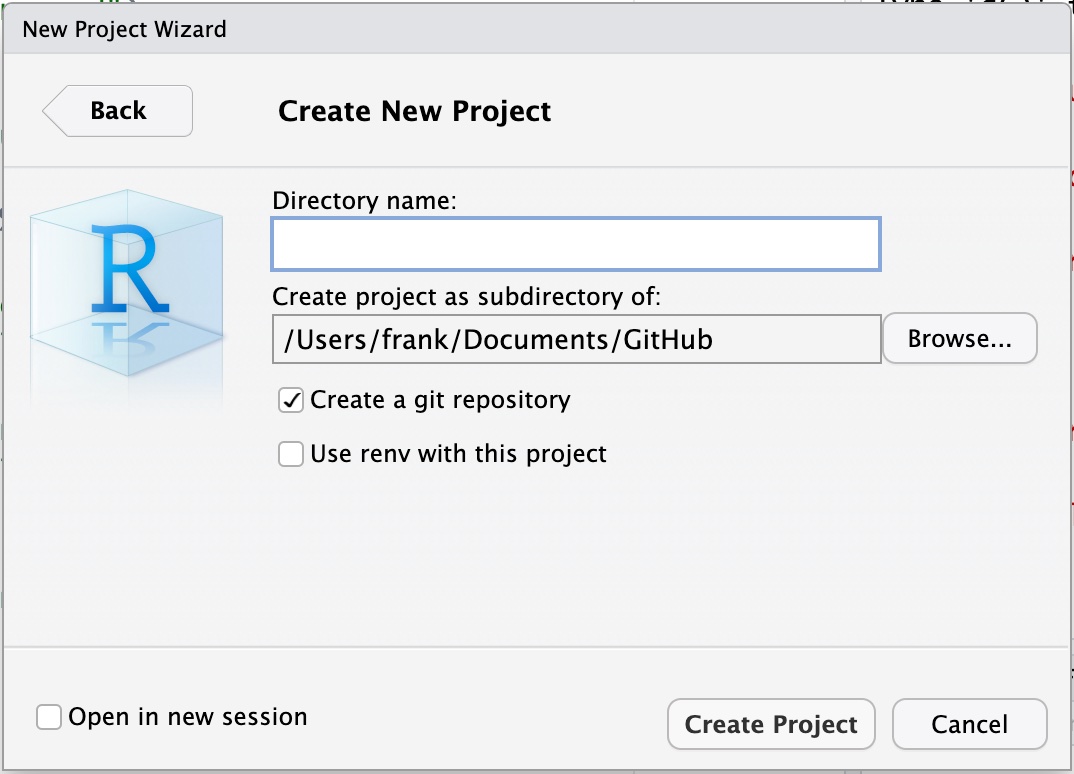 New Project Wizard
Back
Create New Project
R
Directory name:
Create project as subdirectory of:
/Users/frank/Documents/GitHub
Browse...
Create a git repository
Use renv with this project
Open in new session
Create Project
Cancel